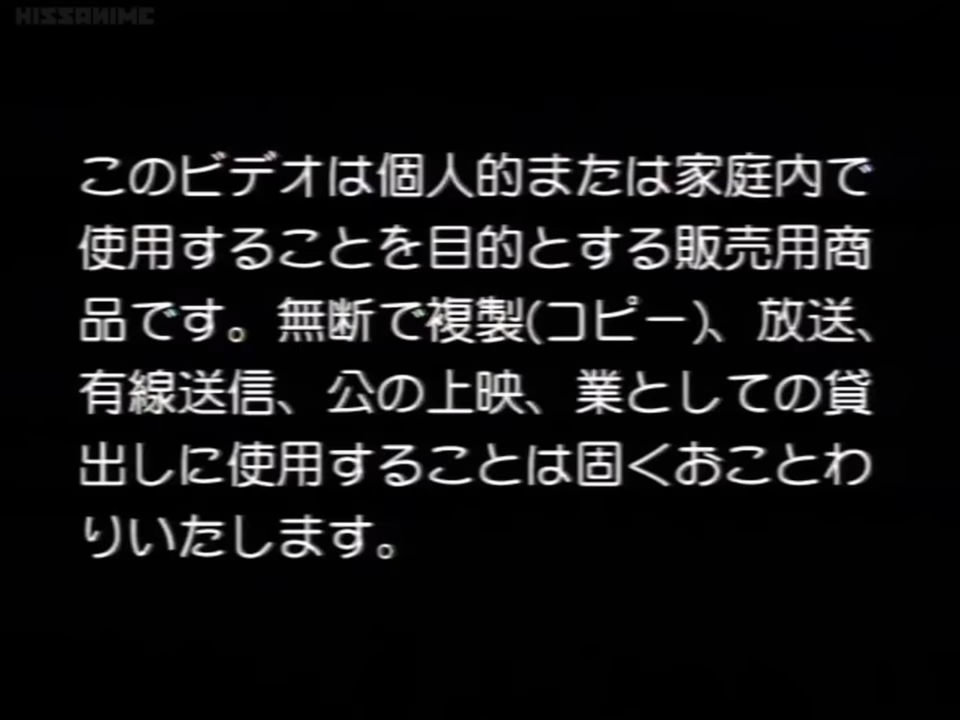 KISSANIME
このビデオは個人的または家庭内で
使用することを目的とする販売用商
品です。無断で複製(コピー)、放送、
有線送信、公の上映、業としての貸
出しに使用することは固くおことわ
りいたします。